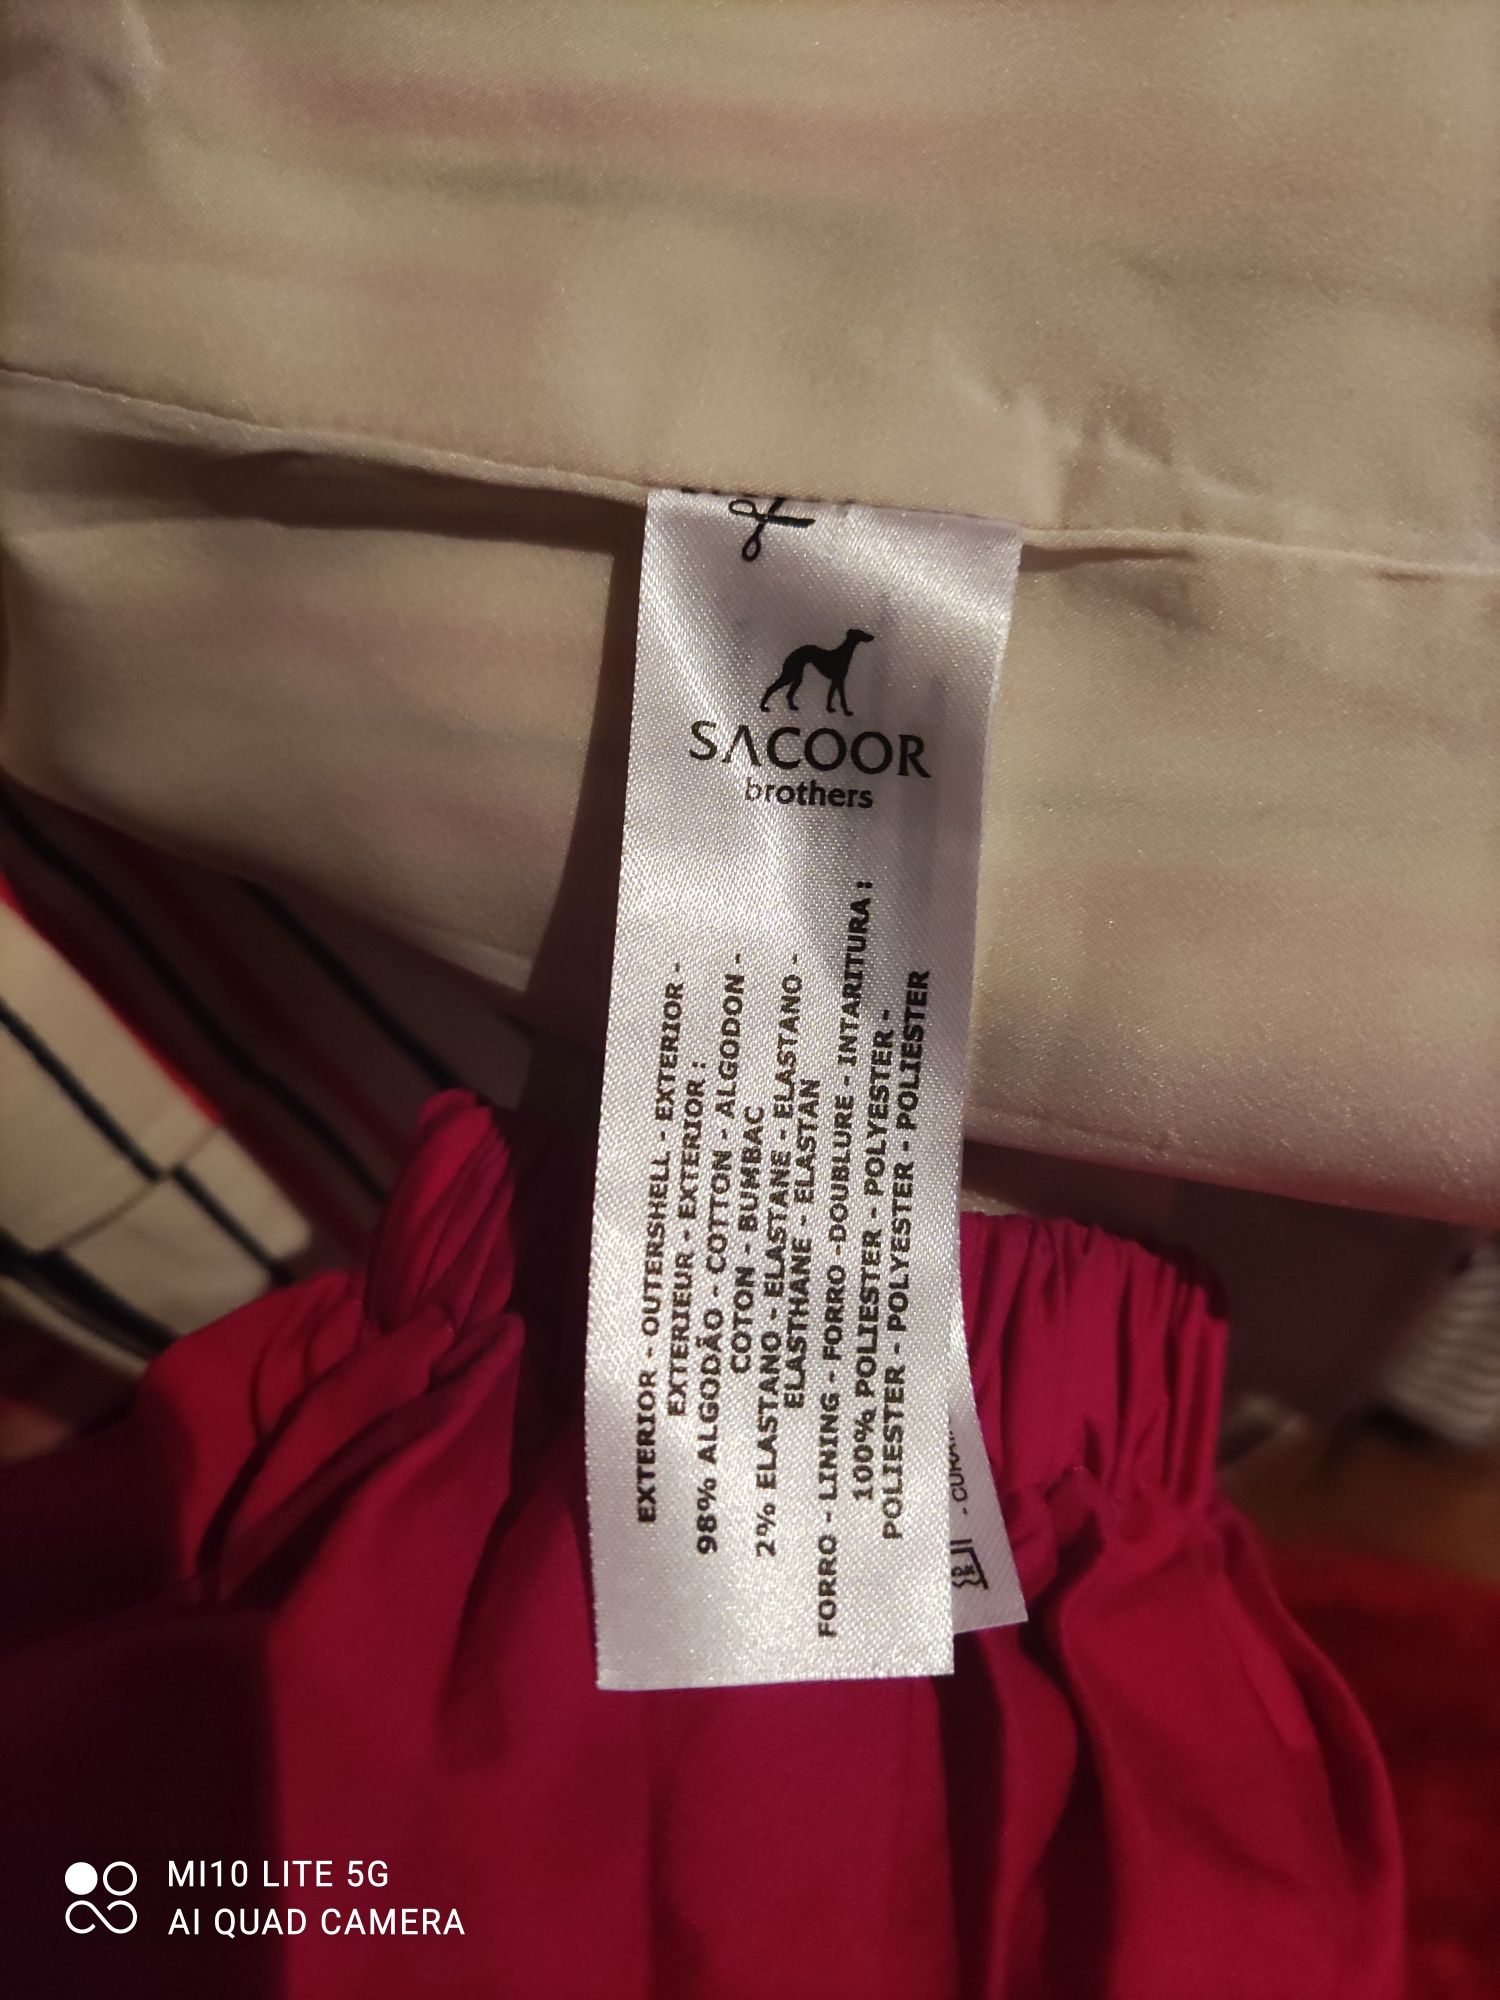 SACOOR
brothers
EXTERIOR - OUTERSHELL - EXTERIOR -
EXTERIEUR - EXTERIOR :
98% ALGODÃO - COTTON - ALGODON -
COTON - BUMBAC
2% ELASTANO - ELASTANE - ELASTANO -
ELASTHANE - ELASTAN
FORRO - LINING - FORRO -DOUBLURE - INTARITURA :
100% POLIESTER - POLYESTER -
POLIESTER - POLYESTER - POLIESTER
MI10 LITE 5G
AI QUAD CAMERA